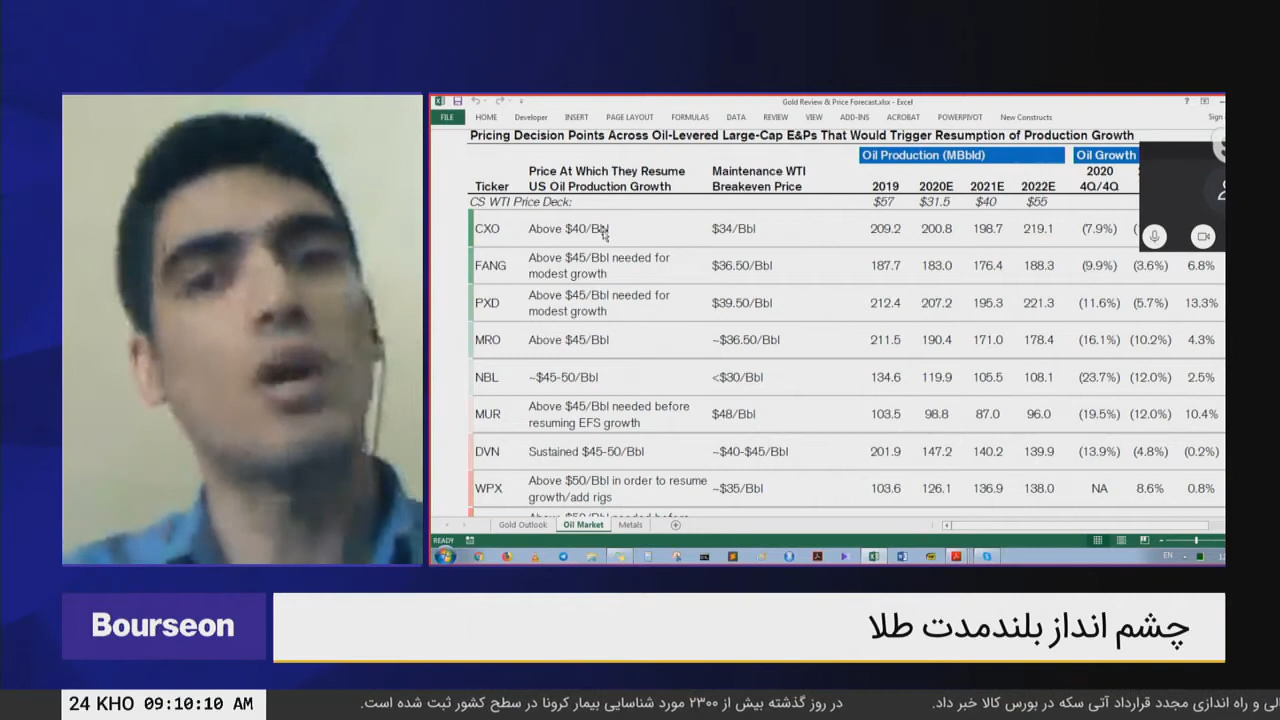 Gold Review & Price Forecast.xlsx - Excel
FILE HOME Developer INSERT PAGE LAYOUT FORMULAS DATA REVIEW VIEW ADD-INS ACROBAT POWERPIVOT New Constructs Sign
Pricing Decision Points Across Oil-Levered Large-Cap E&Ps That Would Trigger Resumption of Production Growth
Oil Production (MBbld) Oil Growth
Price At Which They Resume Maintenance WTI 2020
Ticker US Oil Production Growth Breakeven Price 2019 2020E 2021E 2022E 4Q/4Q
CS WTI Price Deck: $57 $31.5 $40 $55
CXO Above $40/Bbl $34/Bbl 209.2 200.8 198.7 219.1 (7.9%)
FANG Above $45/Bbl needed for modest growth $36.50/Bbl 187.7 183.0 176.4 188.3 (9.9%) (3.6%) 6.8%
PXD Above $45/Bbl needed for modest growth $39.50/Bbl 212.4 207.2 195.3 221.3 (11.6%) (5.7%) 13.3%
MRO Above $45/Bbl ~$36.50/Bbl 211.5 190.4 171.0 178.4 (16.1%) (10.2%) 4.3%
NBL ~$45-50/Bbl <$30/Bbl 134.6 119.9 105.5 108.1 (23.7%) (12.0%) 2.5%
MUR Above $45/Bbl needed before resuming EFS growth $48/Bbl 103.5 98.8 87.0 96.0 (19.5%) (12.0%) 10.4%
DVN Sustained $45-50/Bbl ~$40-$45/Bbl 201.9 147.2 140.2 139.9 (13.9%) (4.8%) (0.2%)
WPX Above $50/Bbl in order to resume growth/add rigs ~$35/Bbl 103.6 126.1 136.9 138.0 NA 8.6% 0.8%
Gold Outlook Oil Market Metals
READY
EN
Bourseon
چشم انداز بلندمدت طلا
24 KHO 09:10:10 AM
و راه اندازی مجدد قرارداد آتی سکه در بورس کالا خبر داد.
در روز گذشته بیش از ۲۳۰۰ مورد شناسایی بیمار کرونا در سطح کشور ثبت شده است.